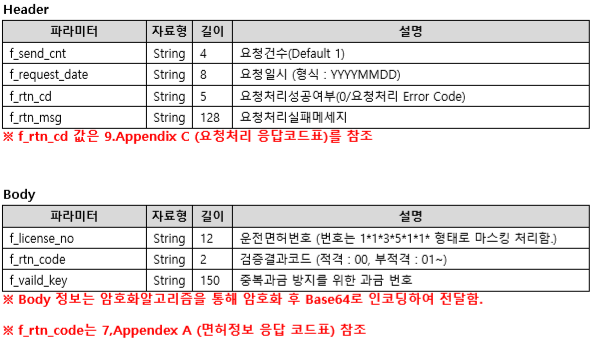 Header
파라미터 자료형 길이 설명
f_send_cnt String 4 요청건수(Default 1)
f_request_date String 8 요청일시 (형식 : YYYYMMDD)
f_rtn_cd String 5 요청처리성공여부(0/요청처리 Error Code)
f_rtn_msg String 128 요청처리실패메세지
※ f_rtn_cd 값은 9.Appendix C (요청처리 응답코드표)를 참조
Body
파라미터 자료형 길이 설명
f_license_no String 12 운전면허번호 (번호는 1*1*3*5*1*1* 형태로 마스킹 처리함.)
f_rtn_code String 2 검증결과코드 (적격 : 00, 부적격 : 01~)
f_vaild_key String 150 중복과금 방지를 위한 과금 번호
※ Body 정보는 암호화알고리즘을 통해 암호화 후 Base64로 인코딩하여 전달함.
※ f_rtn_code는 7,Appendex A (면허정보 응답 코드표) 참조